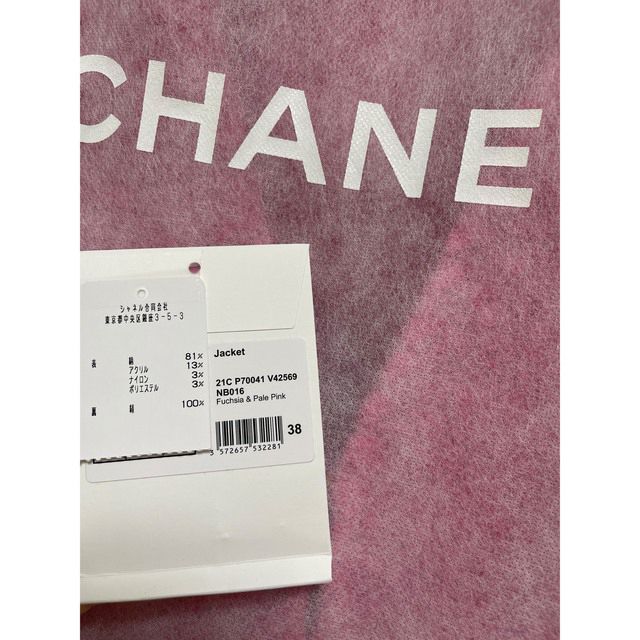 CHANE
シャネル合同会社
東京都中央区銀座3-5-3
表 綿 81%
アクリル 13%
ナイロン 3%
ポリエステル 3%
裏 絹 100%
Jacket
21C P70041 V42569
NB016
Fuchsia & Pale Pink
38
3 572657 532281